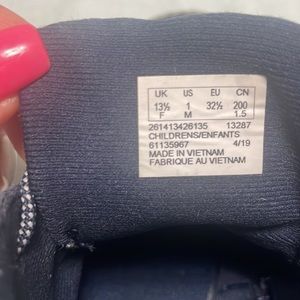 UK US EU CN
13½ 1 32½ 200
F M 1.5
261413426135 13287
CHILDRENS/ENFANTS
61135967 4/19
MADE IN VIETNAM
FABRIQUE AU VIETNAM